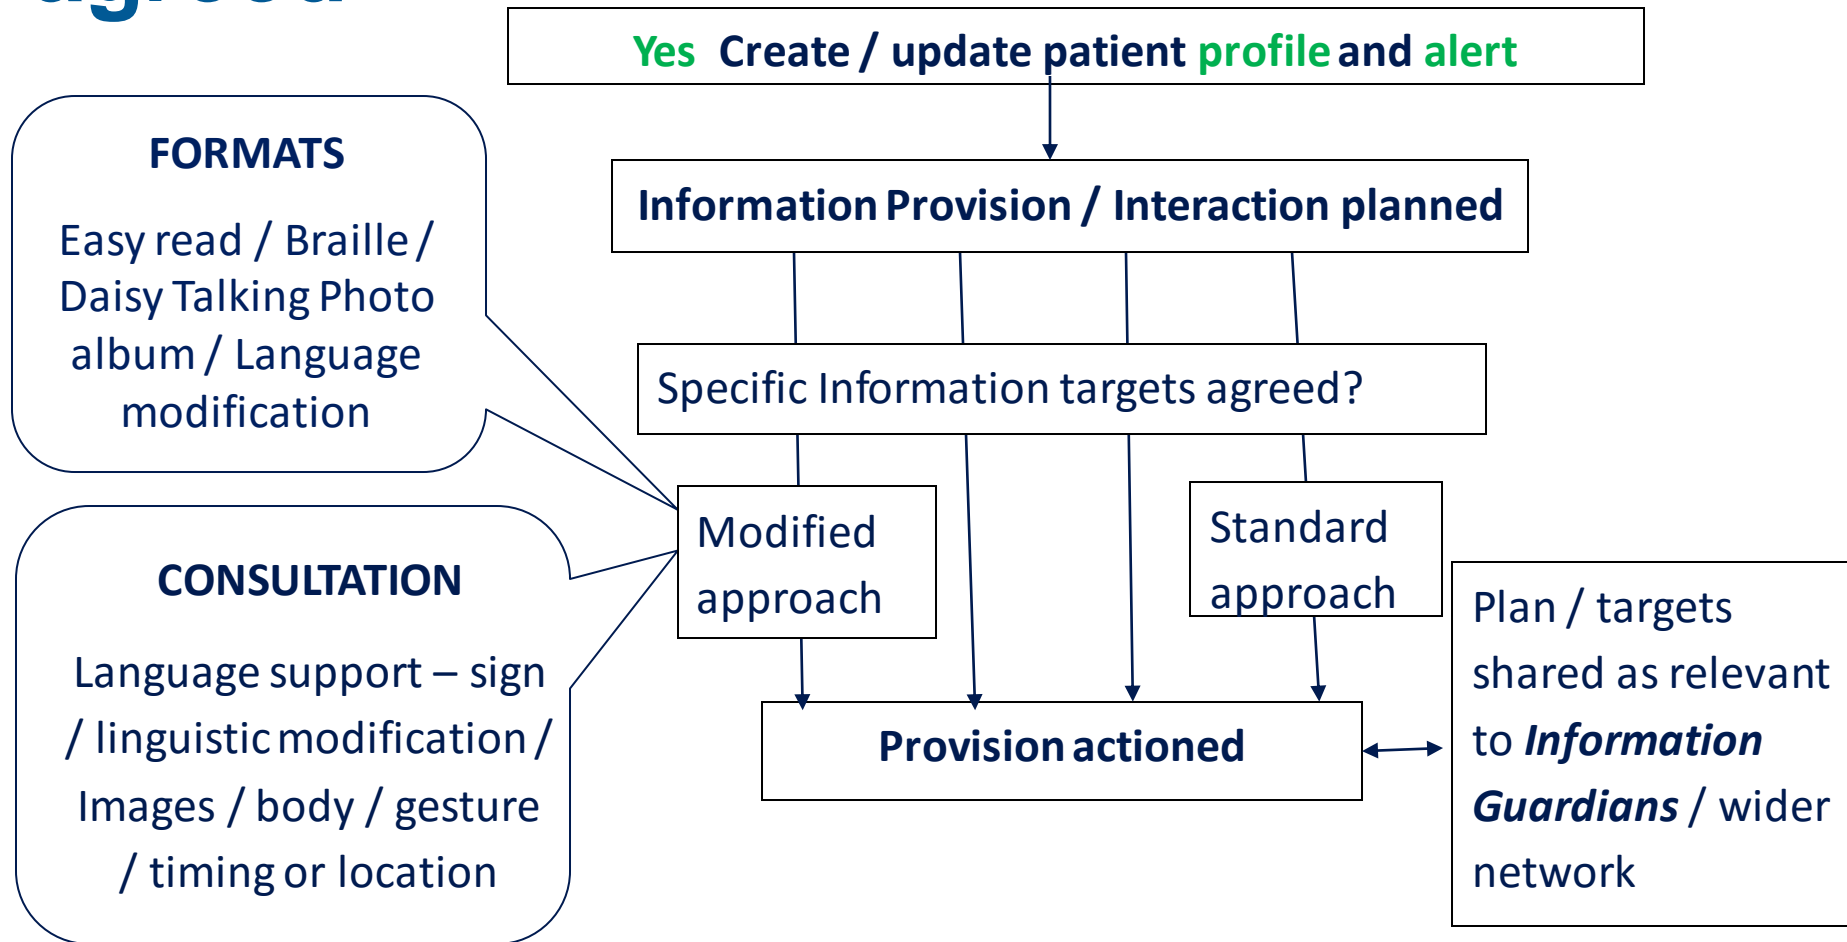 agreed
Yes Create / update patient profile and alert
FORMATS
Easy read / Braille /
Daisy Talking Photo
album / Language
modification
Information Provision / Interaction planned
Specific Information targets agreed?
CONSULTATION
Language support – sign
/ linguistic modification /
Images / body / gesture
/ timing or location
Modified
approach
Standard
approach
Provision actioned
Plan / targets
shared as relevant
to Information
Guardians / wider
network